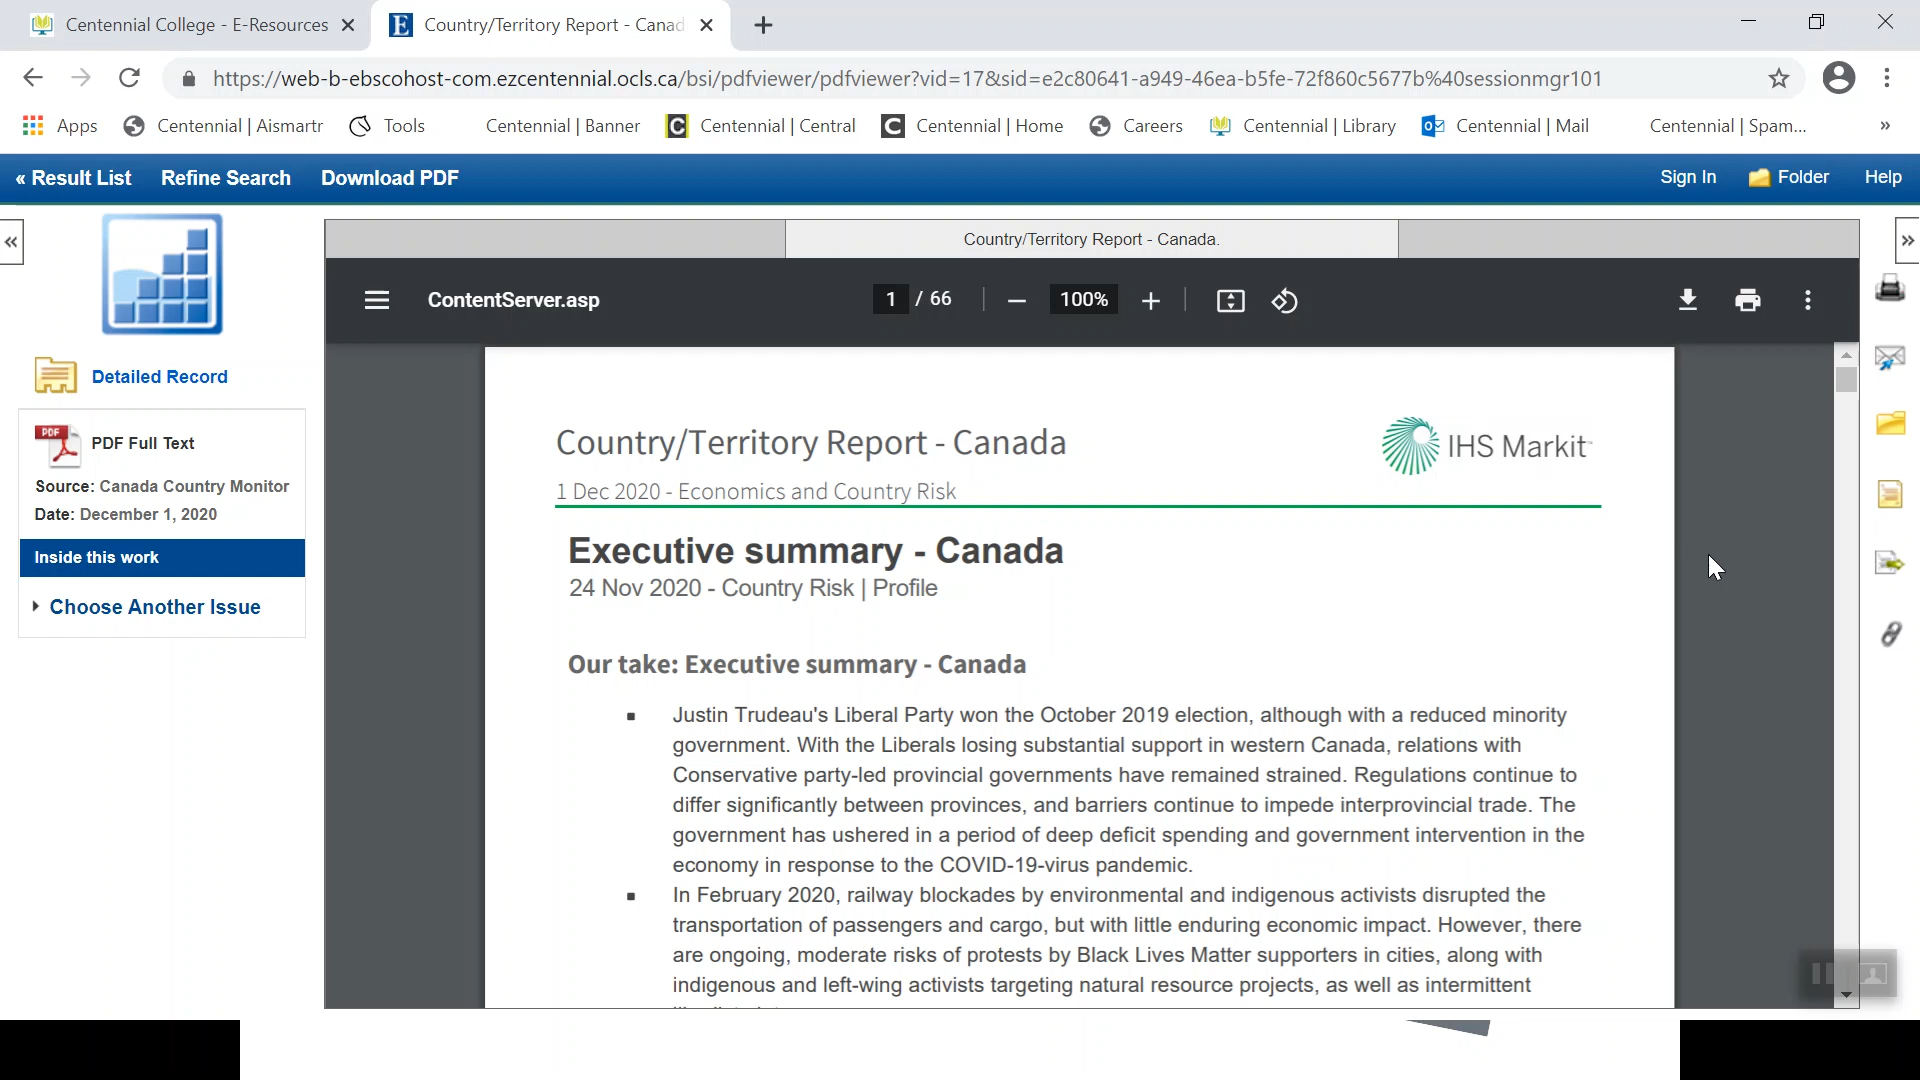 Centennial College - E-Resources
Country/Territory Report - Canad
https://web-b-ebscohost-com.ezcentennial.ocls.ca/bsi/pdfviewer/pdfviewer?vid=17&sid=e2c80641-a949-46ea-b5fe-72f860c5677b%40sessionmgr101
Apps
Centennial | Aismartr
Tools
Centennial | Banner
Centennial | Central
Centennial | Home
Careers
Centennial | Library
Centennial | Mail
Centennial | Spam...
»
« Result List
Refine Search
Download PDF
Sign In
Folder
Help
«
»
Country/Territory Report - Canada.
ContentServer.asp
1 / 66
100%
Detailed Record
PDF
PDF Full Text
Source: Canada Country Monitor
Date: December 1, 2020
Inside this work
Choose Another Issue
Country/Territory Report - Canada
IHS Markit™
1 Dec 2020 - Economics and Country Risk
Executive summary - Canada
24 Nov 2020 - Country Risk | Profile
Our take: Executive summary - Canada
▪ Justin Trudeau's Liberal Party won the October 2019 election, although with a reduced minority
government. With the Liberals losing substantial support in western Canada, relations with
Conservative party-led provincial governments have remained strained. Regulations continue to
differ significantly between provinces, and barriers continue to impede interprovincial trade. The
government has ushered in a period of deep deficit spending and government intervention in the
economy in response to the COVID-19-virus pandemic.
▪ In February 2020, railway blockades by environmental and indigenous activists disrupted the
transportation of passengers and cargo, but with little enduring economic impact. However, there
are ongoing, moderate risks of protests by Black Lives Matter supporters in cities, along with
indigenous and left-wing activists targeting natural resource projects, as well as intermittent